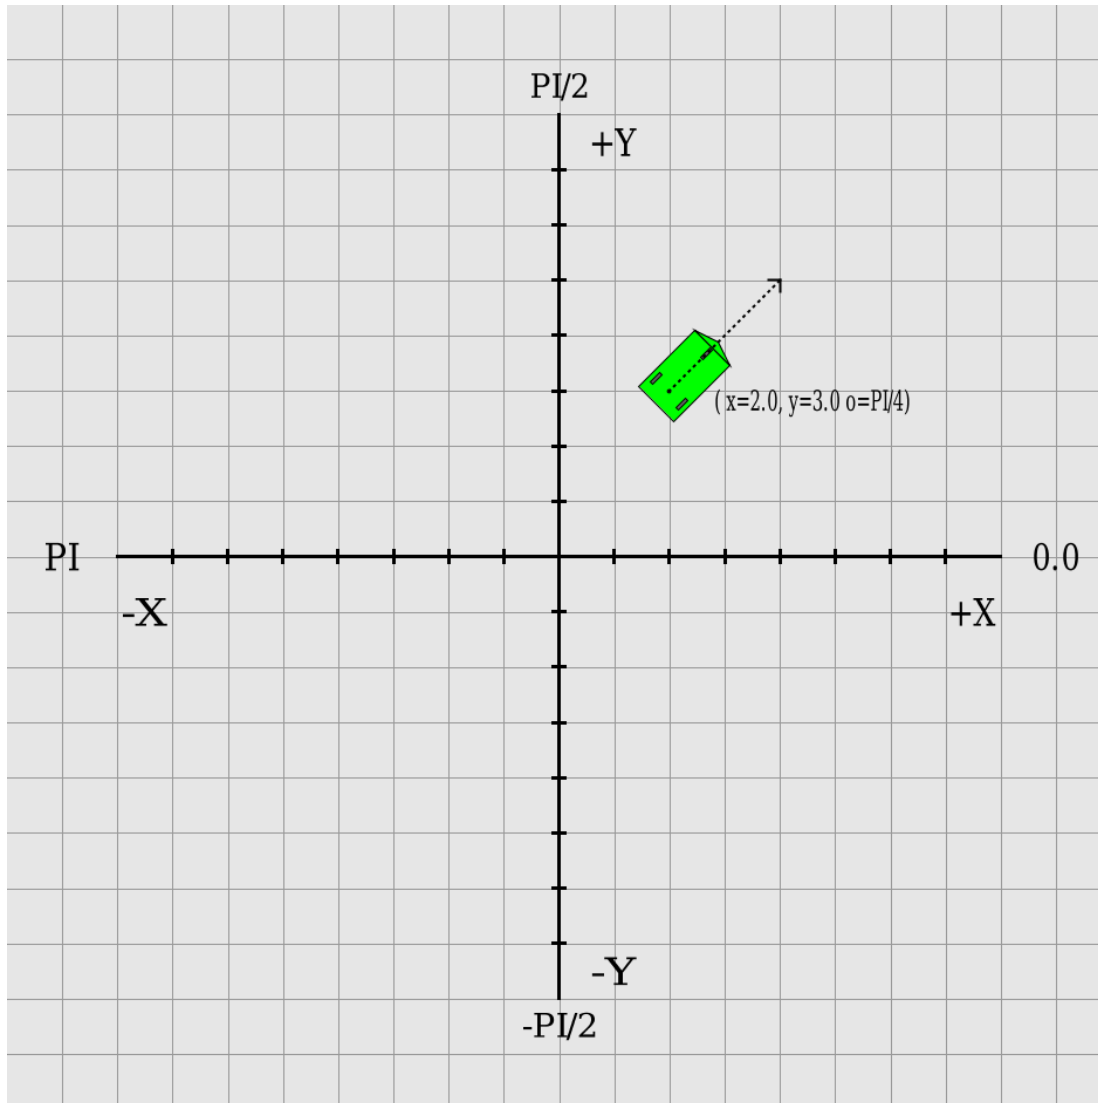 PI/2
+Y
( x=2.0, y=3.0 o=PI/4)
PI
0.0
-X
+X
-Y
-PI/2